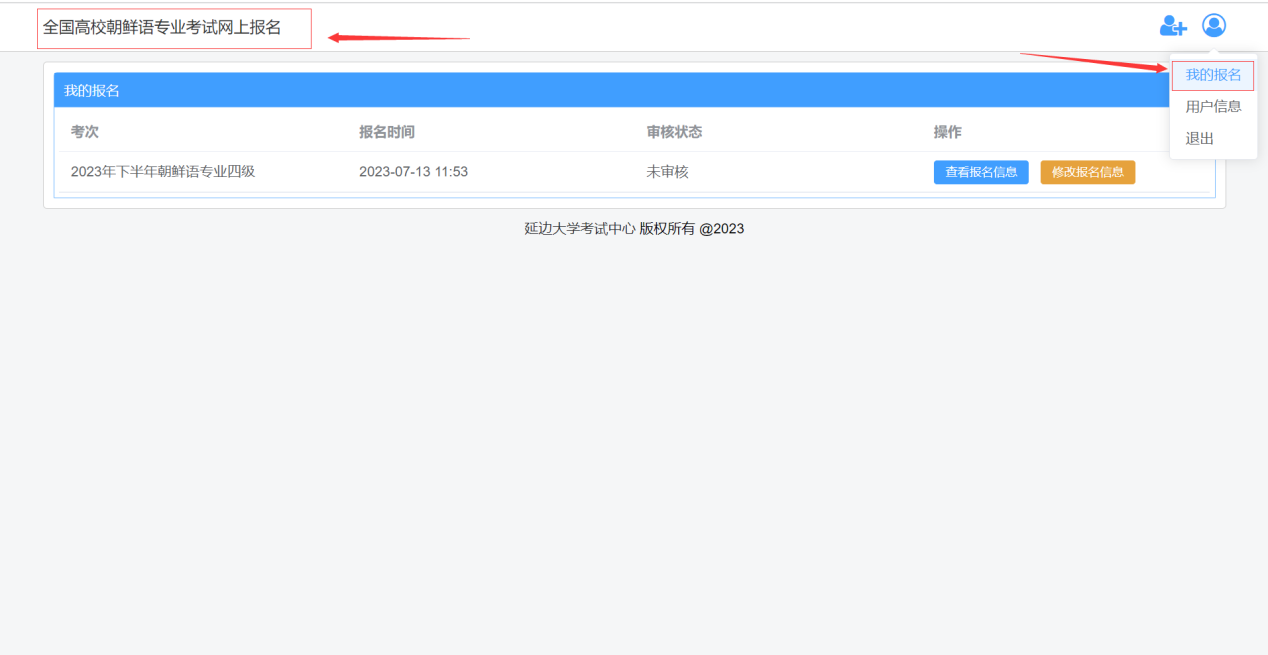 全国高校朝鲜语专业考试网上报名
我的报名
用户信息
退出
我的报名
考次 报名时间 审核状态 操作
2023年下半年朝鲜语专业四级 2023-07-13 11:53 未审核 查看报名信息 修改报名信息
延边大学考试中心 版权所有 @2023